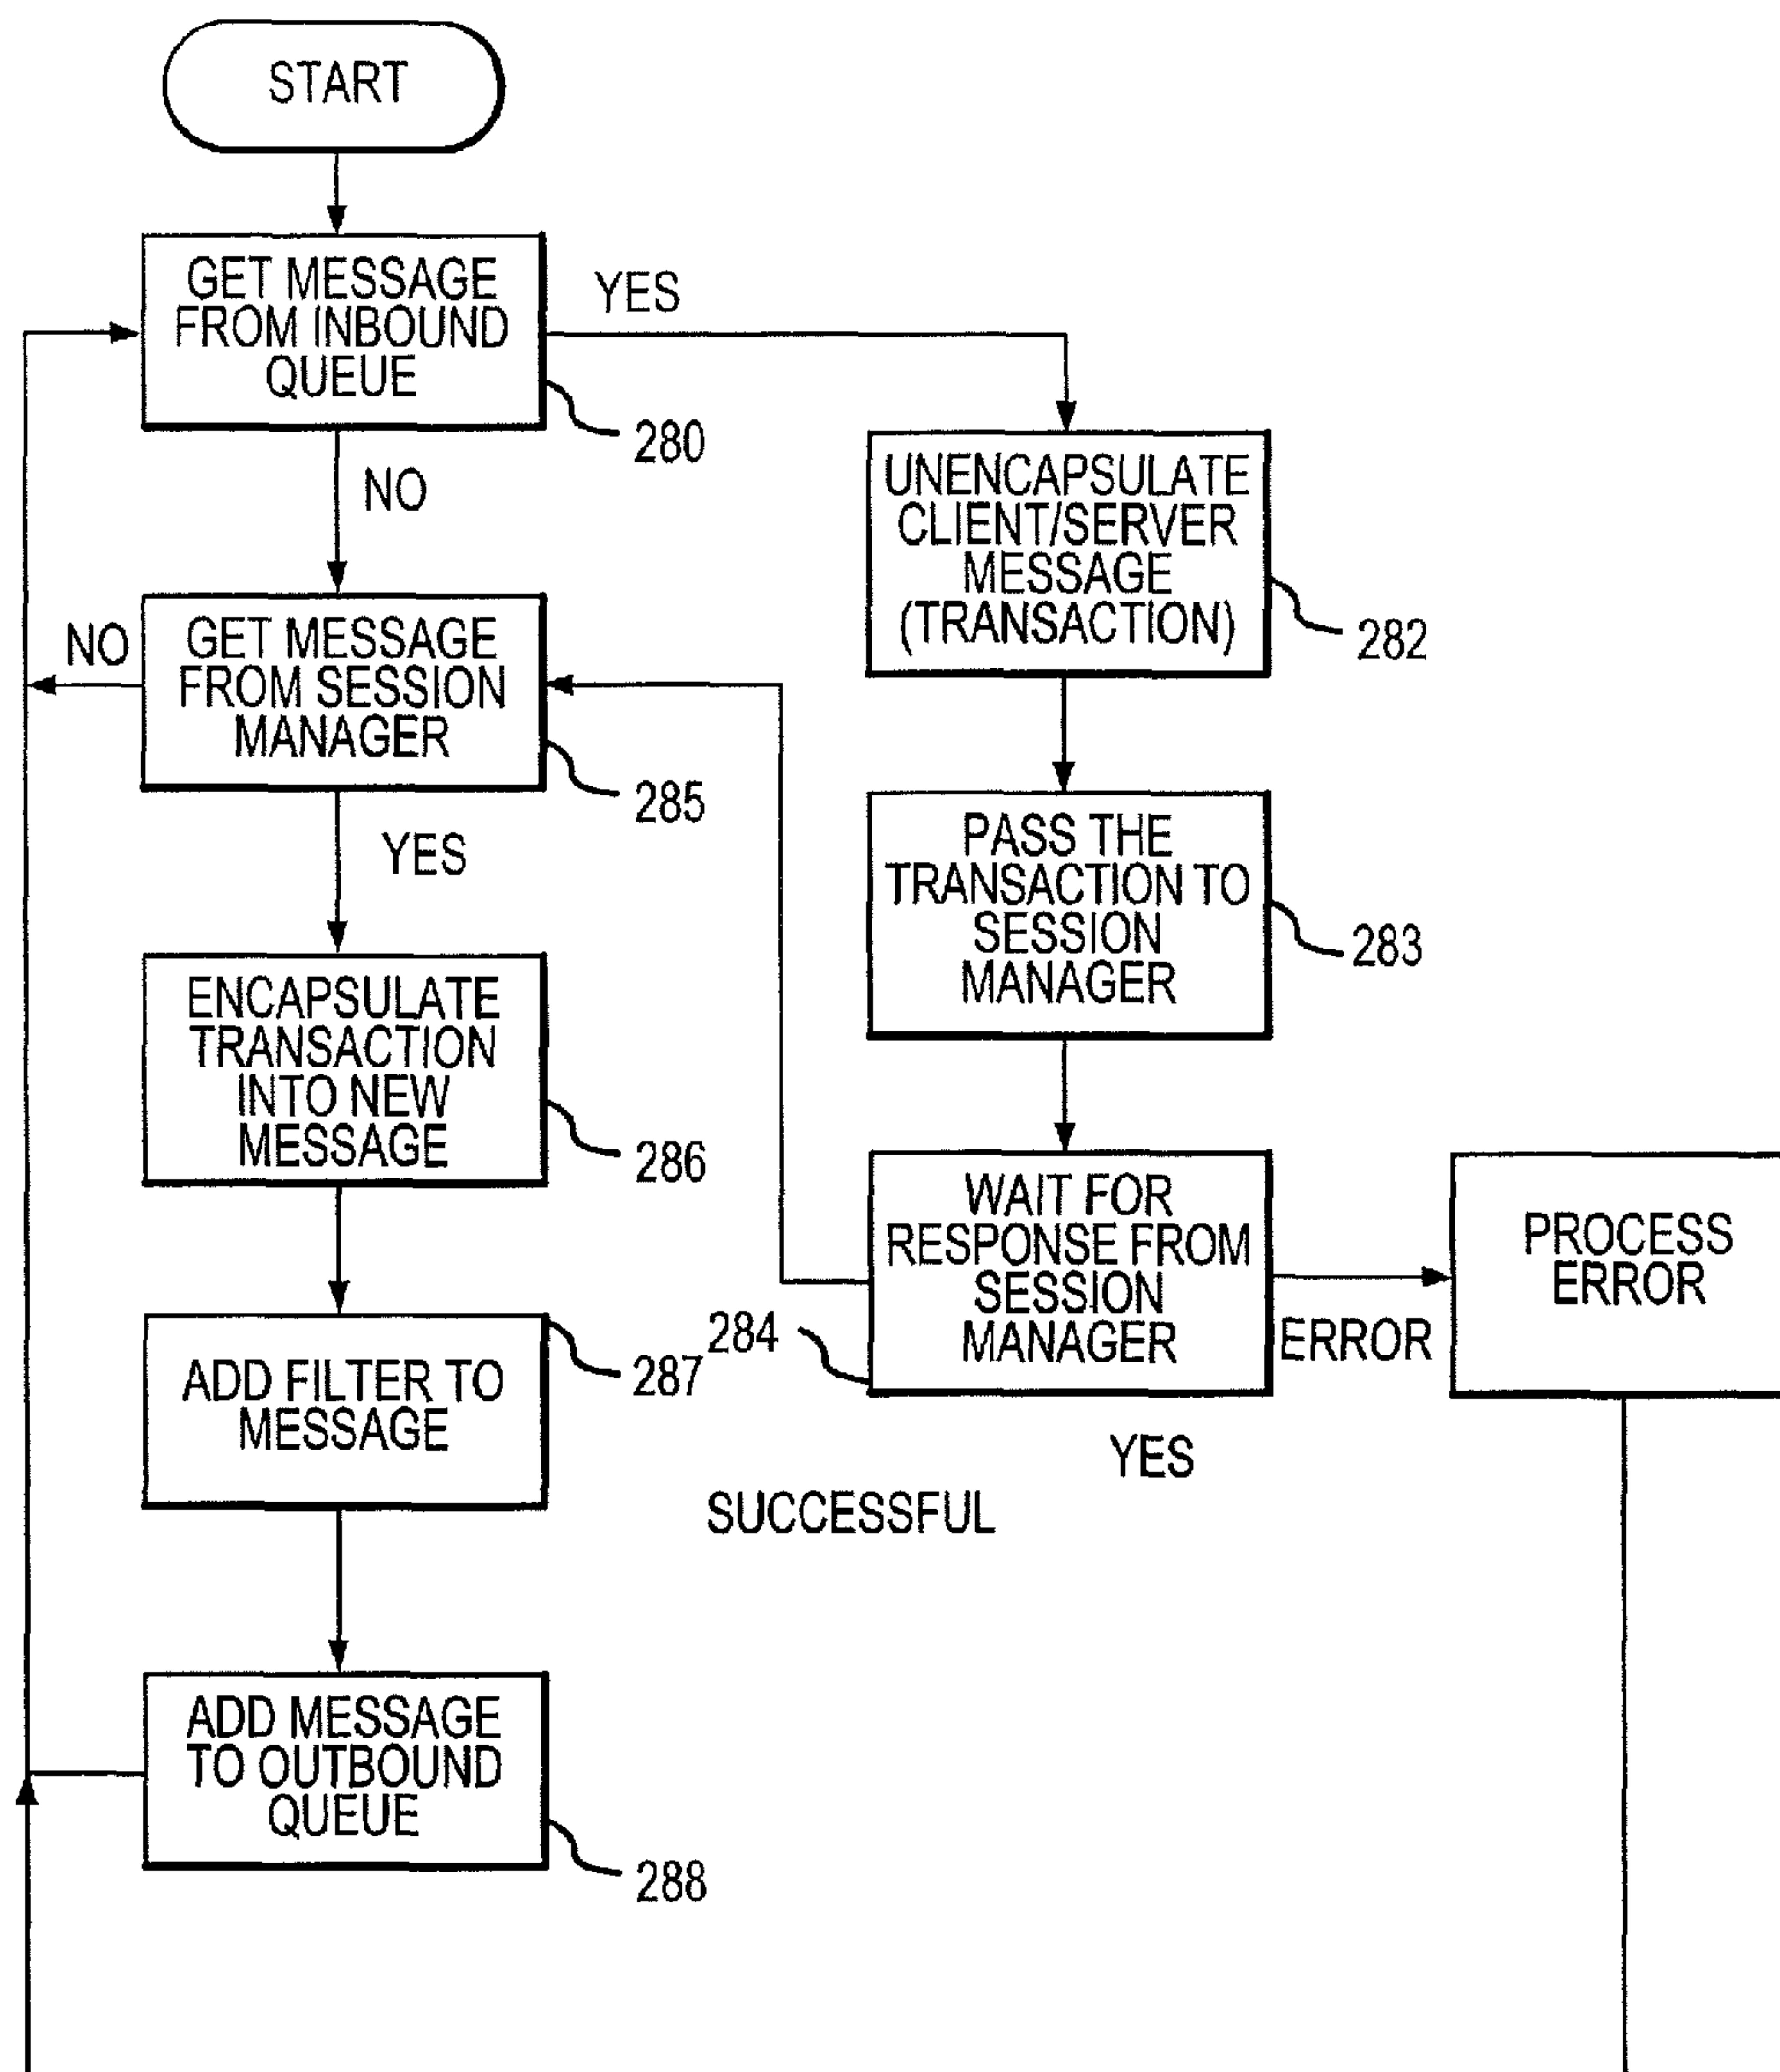 START
GET MESSAGE
FROM INBOUND
QUEUE
280
YES
NO
UNENCAPSULATE
CLIENT/SERVER
MESSAGE
(TRANSACTION)
282
NO
GET MESSAGE
FROM SESSION
MANAGER
285
YES
PASS THE
TRANSACTION TO
SESSION
MANAGER
283
ENCAPSULATE
TRANSACTION
INTO NEW
MESSAGE
286
WAIT FOR
RESPONSE FROM
SESSION
MANAGER
284
ERROR
PROCESS
ERROR
ADD FILTER TO
MESSAGE
287
YES
SUCCESSFUL
ADD MESSAGE
TO OUTBOUND
QUEUE
288